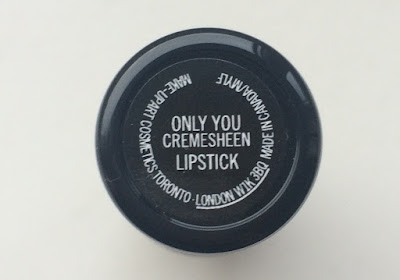 ONLY YOU
CREMESHEEN
LIPSTICK
MAKE-UP ART COSMETICS TORONTO · LONDON W1K 3BQ MADE IN CANADA/MYLF